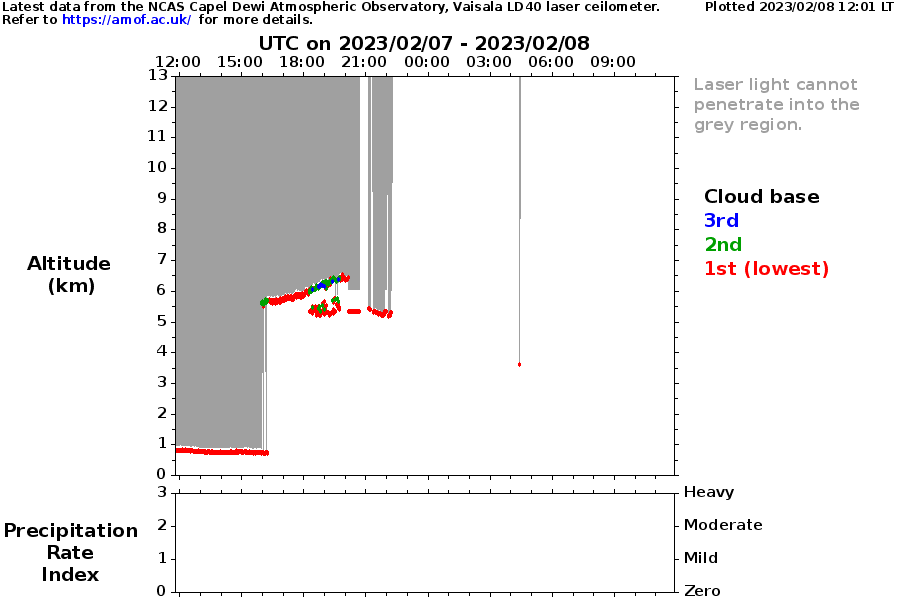 Latest data from the NCAS Capel Dewi Atmospheric Observatory, Vaisala LD40 laser ceilometer. Plotted 2023/02/08 12:01 LT
Refer to https://amof.ac.uk/ for more details.
UTC on 2023/02/07 - 2023/02/08
12:00 15:00 18:00 21:00 00:00 03:00 06:00 09:00
13
12
11
10
9
8
7
6
5
4
3
2
1
0
Altitude
(km)
Laser light cannot
penetrate into the
grey region.
Cloud base
3rd
2nd
1st (lowest)
3 Heavy
2 Moderate
1 Mild
0 Zero
Precipitation
Rate
Index